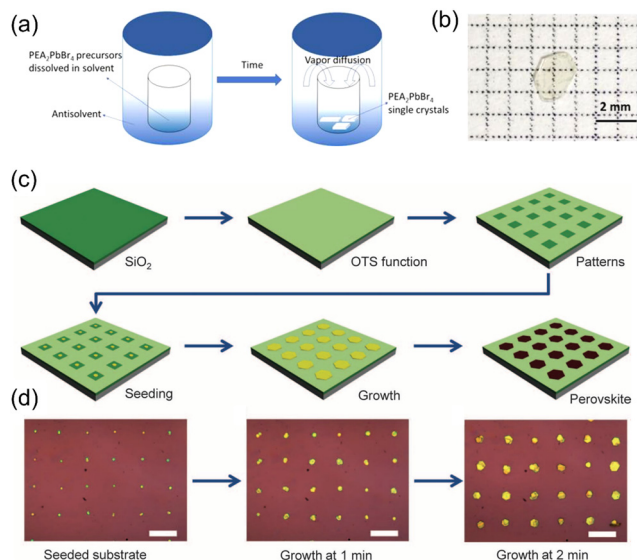 (a)
PEA2PbBr4 precursors
dissolved in solvent
Antisolvent
Time
Vapor diffusion
PEA2PbBr4
single crystals
(b)
2 mm
(c)
SiO2
OTS function
Patterns
Seeding
Growth
Perovskite
(d)
Seeded substrate
Growth at 1 min
Growth at 2 min